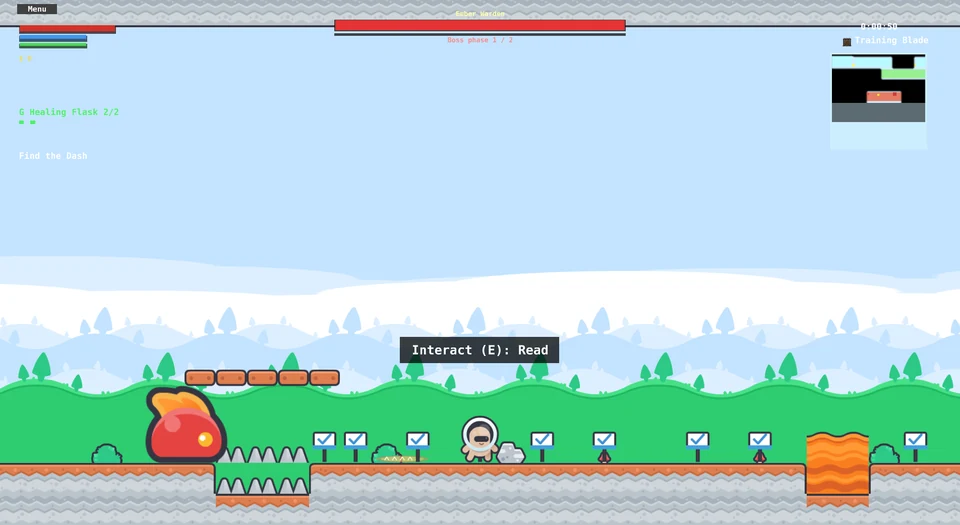 Menu
Ember Warden
Boss phase 1 / 2
0:00:59
Training Blade
G Healing Flask 2/2
Find the Dash
Interact (E): Read